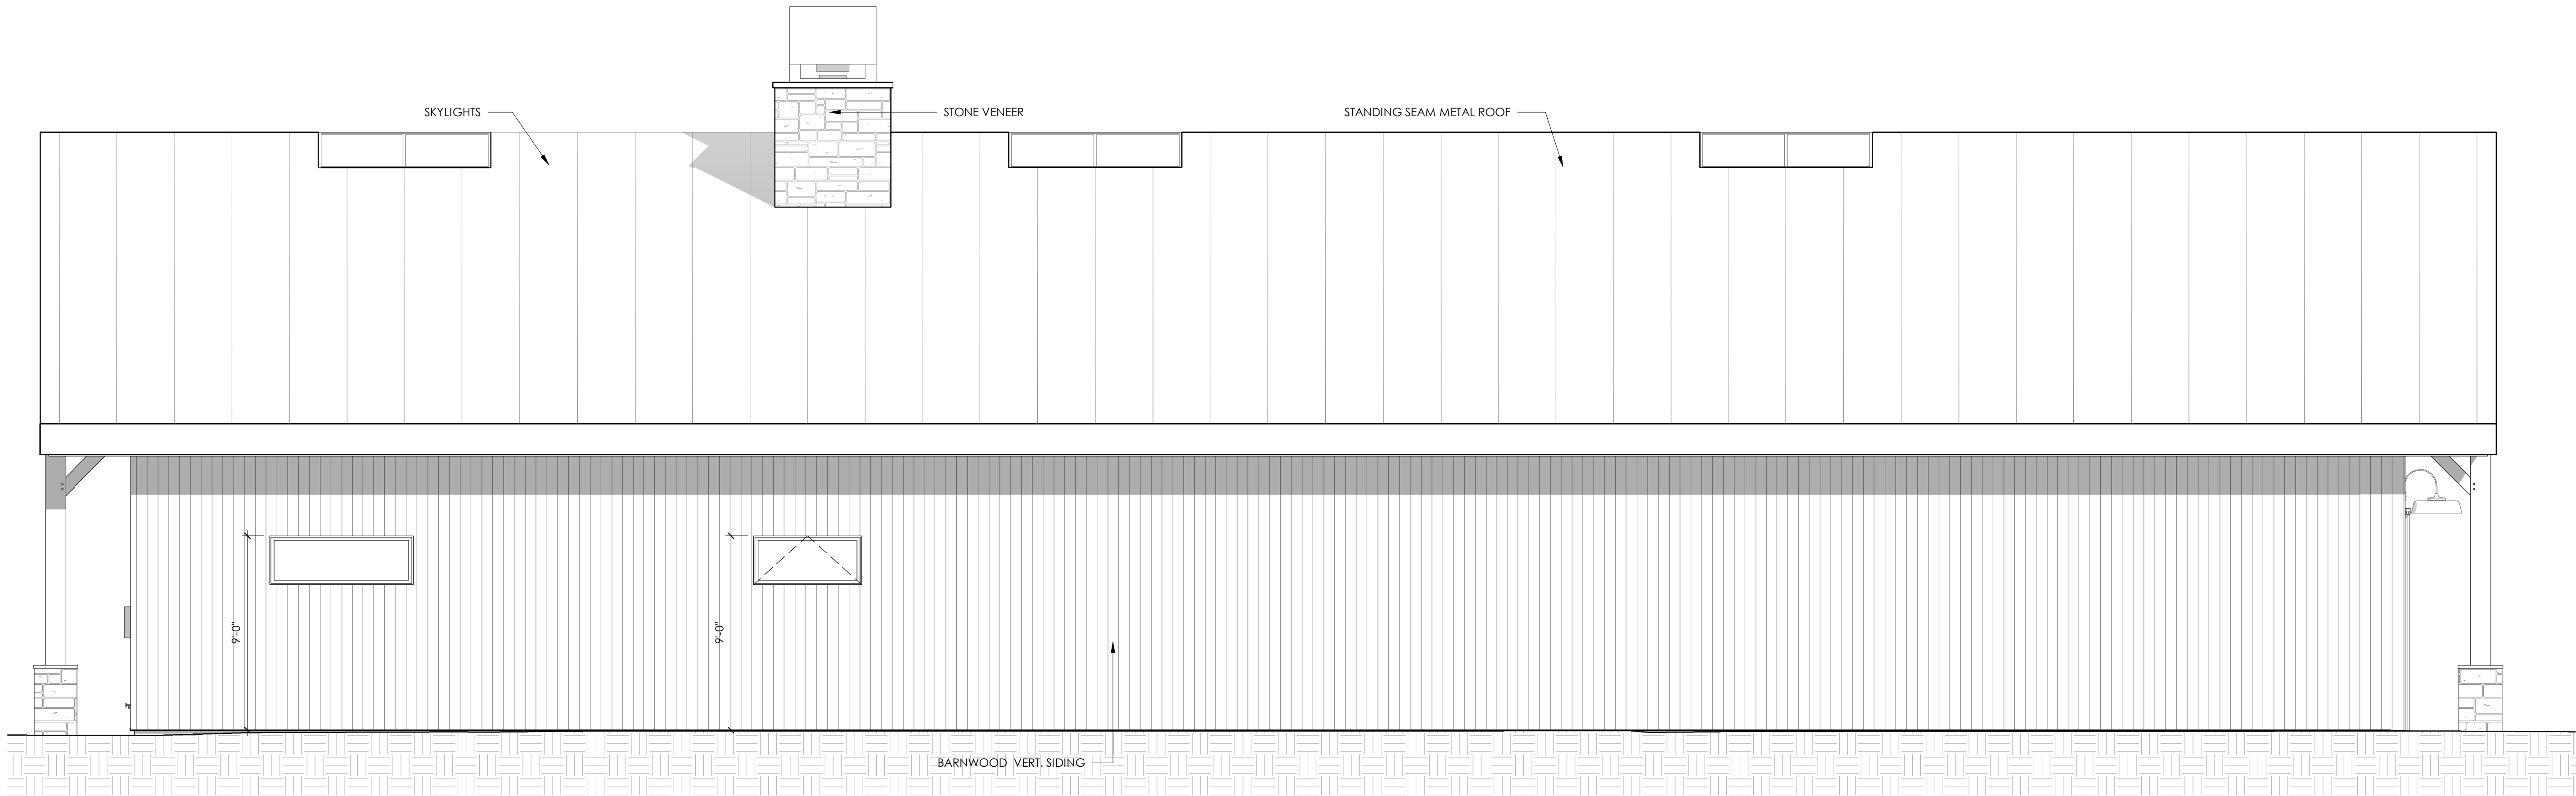 SKYLIGHTS
STONE VENEER
STANDING SEAM METAL ROOF
9'-0"
9'-0"
BARNWOOD VERT. SIDING